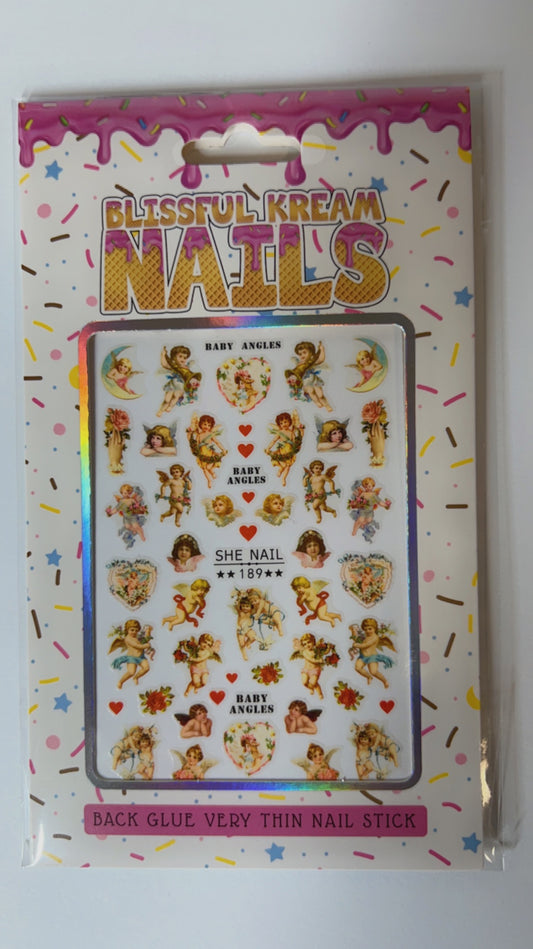 BLISSFUL KREAM
NAILS
BABY ANGLES
BABY
ANGLES
SHE NAIL
★★189★★
BABY
ANGLES
BACK GLUE VERY THIN NAIL STICK